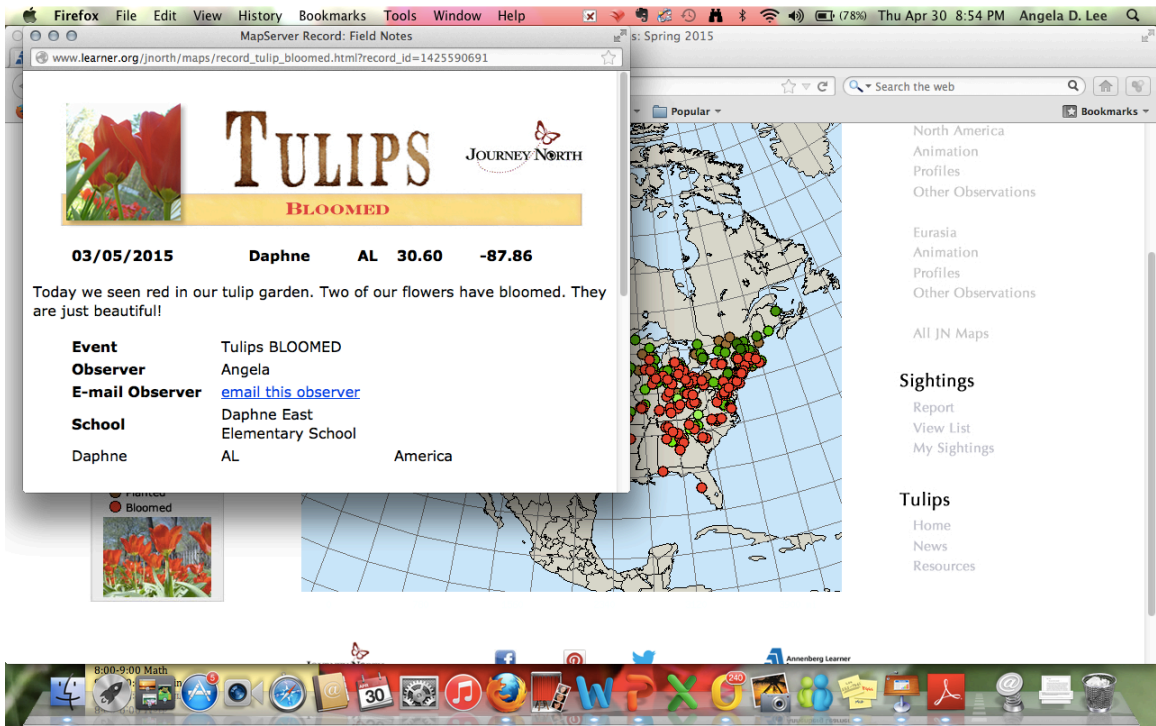 Firefox File Edit View History Bookmarks Tools Window Help (78%) Thu Apr 30 8:54 PM Angela D. Lee
MapServer Record: Field Notes
s: Spring 2015
www.learner.org/jnorth/maps/record_tulip_bloomed.html?record_id=1425590691
Search the web
Popular
Bookmarks
TULIPS
JOURNEY NORTH
BLOOMED
03/05/2015 Daphne AL 30.60 -87.86
Today we seen red in our tulip garden. Two of our flowers have bloomed. They
are just beautiful!
Event Tulips BLOOMED
Observer Angela
E-mail Observer email this observer
School Daphne East
Elementary School
Daphne AL America
Planted
Bloomed
North America
Animation
Profiles
Other Observations
Eurasia
Animation
Profiles
Other Observations
All JN Maps
Sightings
Report
View List
My Sightings
Tulips
Home
News
Resources
Annenberg Learner
8:00-9:00 Math
5
30
240